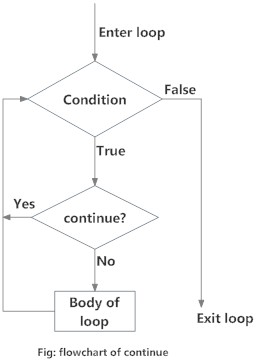 Enter loop
Condition
False
True
Yes
continue?
No
Body of
loop
Exit loop
Fig: flowchart of continue